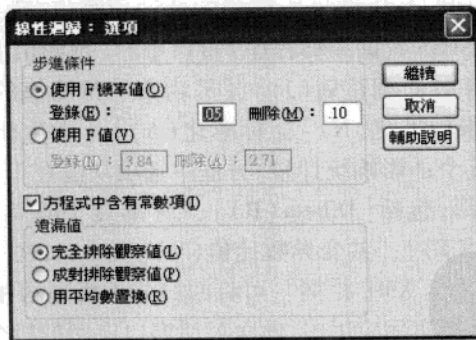 線性迴歸：選項
步進條件
使用 F 機率值(O)
登錄(E)： .05 刪除(M)： .10
使用 F 值(V)
登錄(N)： 3.84 刪除(A)： 2.71
方程式中含有常數項(I)
遺漏值
完全排除觀察值(L)
成對排除觀察值(P)
用平均數置換(R)
繼續
取消
輔助說明